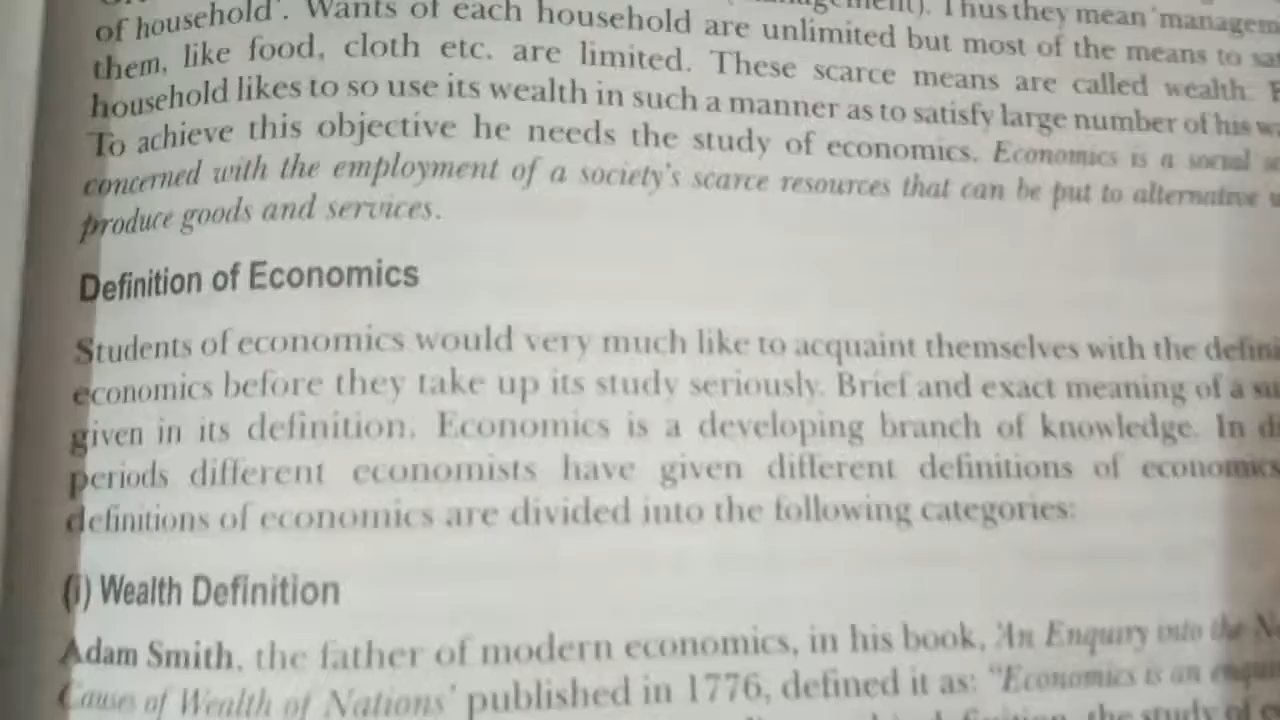 of household'. Wants of each household are unlimited but most of the means to
Thus they mean 'managem
them, like food, cloth etc. are limited. These scarce means are called wealth.
household likes to so use its wealth in such a manner as to satisfy large number of his
To achieve this objective he needs the study of economics. Economics is a social
concerned with the employment of a society's scarce resources that can be put to alternative
produce goods and services.
Definition of Economics
Students of economics would very much like to acquaint themselves with the defini
economics before they take up its study seriously. Brief and exact meaning of a
given in its definition. Economics is a developing branch of knowledge. In
periods different economists have given different definitions of economics
definitions of economics are divided into the following categories:
(i) Wealth Definition
Adam Smith, the father of modern economics, in his book, 'An Enquiry into the
Causes of Wealth of Nations' published in 1776, defined it as: "Economics is an
the study of